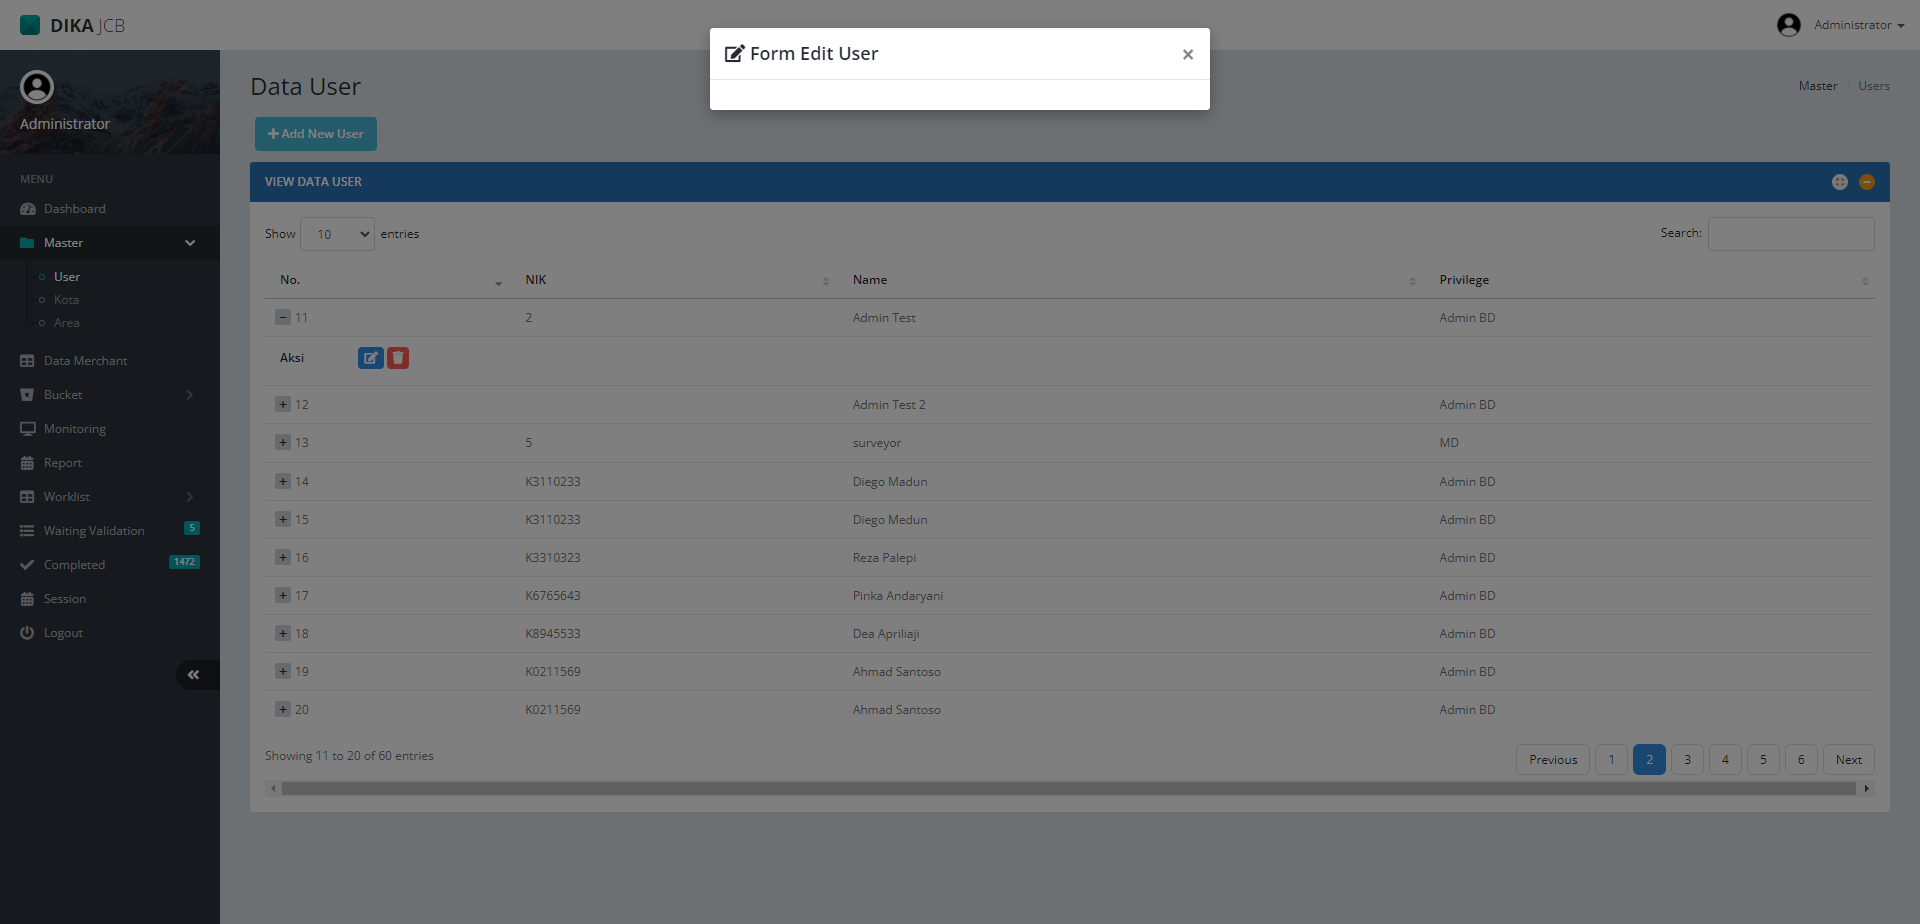 DIKA JCB
Administrator
Form Edit User
×
Administrator
MENU
Dashboard
Master
User
Kota
Area
Data Merchant
Bucket
Monitoring
Report
Worklist
Waiting Validation 5
Completed 1472
Session
Logout
Data User
Master / Users
Add New User
VIEW DATA USER
Show 10 entries
Search:
No. NIK Name Privilege
11 2 Admin Test Admin BD
Aksi
12 Admin Test 2 Admin BD
13 5 surveyor MD
14 K3110233 Diego Madun Admin BD
15 K3110233 Diego Medun Admin BD
16 K3310323 Reza Palepi Admin BD
17 K6765643 Pinka Andaryani Admin BD
18 K8945533 Dea Apriliaji Admin BD
19 K0211569 Ahmad Santoso Admin BD
20 K0211569 Ahmad Santoso Admin BD
Showing 11 to 20 of 60 entries
Previous 1 2 3 4 5 6 Next